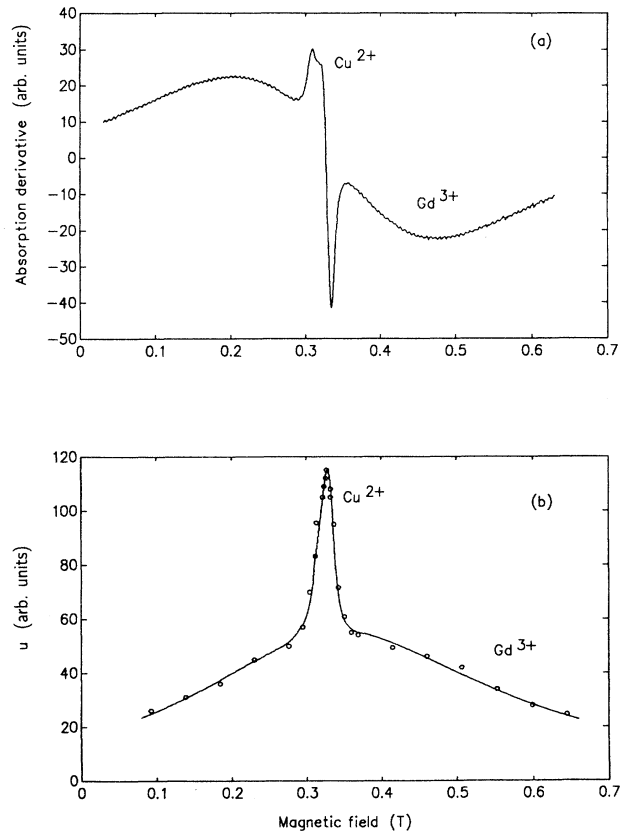 40
30
20
10
0
−10
−20
−30
−40
−50
Absorption derivative (arb. units)
(a)
Cu 2+
Gd 3+
0 0.1 0.2 0.3 0.4 0.5 0.6 0.7
120
100
80
60
40
20
0
u (arb. units)
(b)
Cu 2+
Gd 3+
0 0.1 0.2 0.3 0.4 0.5 0.6 0.7
Magnetic field (T)